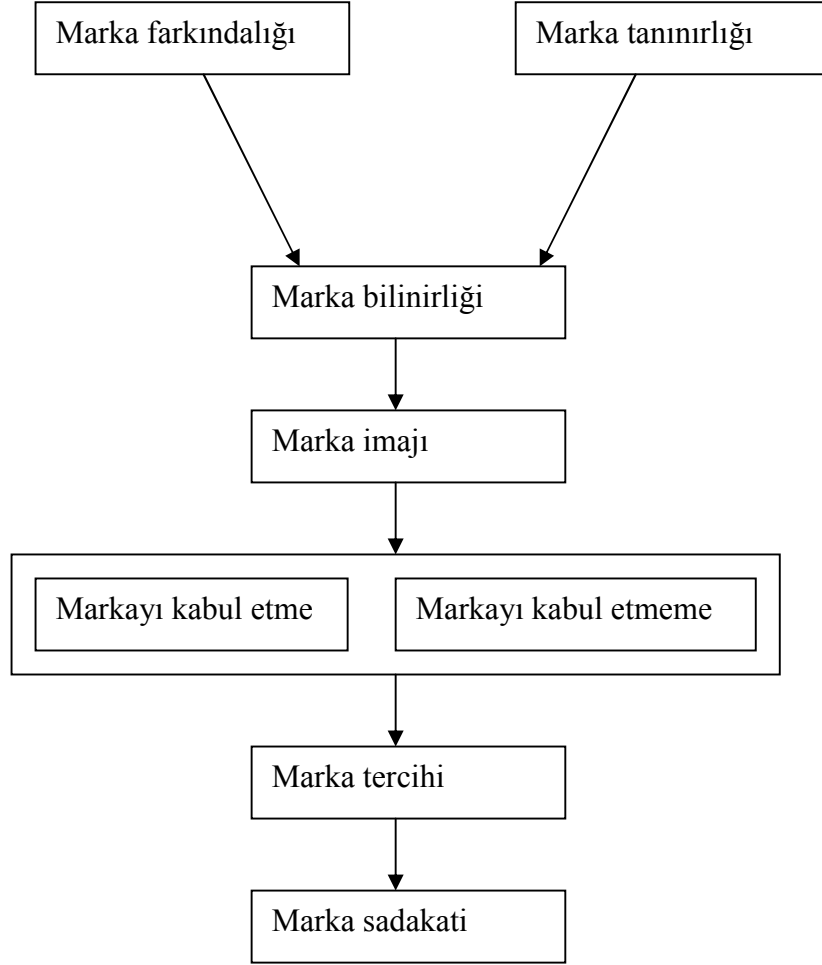 Marka farkındalığı
Marka tanınırlığı
Marka bilinirliği
Marka imajı
Markayı kabul etme
Markayı kabul etmeme
Marka tercihi
Marka sadakati